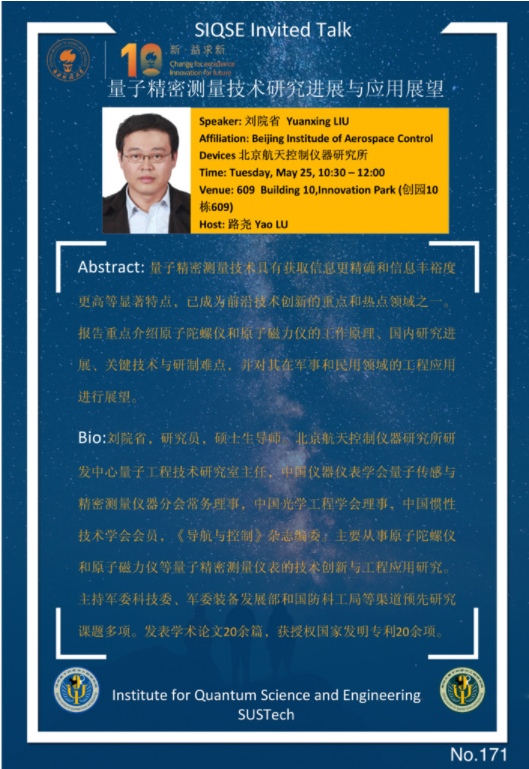 SIQSE Invited Talk
10
新 益求新
Change for excellence
Innovation for future
量子精密测量技术研究进展与应用展望
Speaker: 刘院省 Yuanxing LIU
Affiliation: Beijing Institude of Aerospace Control
Devices 北京航天控制仪器研究所
Time: Tuesday, May 25, 10:30 – 12:00
Venue: 609 Building 10,Innovation Park (创园10
栋609)
Host: 路尧 Yao LU
Abstract: 量子精密测量技术具有获取信息更精确和信息丰裕度
更高等显著特点，已成为前沿技术创新的重点和热点领域之一。
报告重点介绍原子陀螺仪和原子磁力仪的工作原理、国内研究进
展、关键技术与研制难点，并对其在军事和民用领域的工程应用
进行展望。
Bio:刘院省，研究员，硕士生导师。北京航天控制仪器研究所研
发中心量子工程技术研究室主任，中国仪器仪表学会量子传感与
精密测量仪器分会常务理事，中国光学工程学会理事，中国惯性
技术学会会员，《导航与控制》杂志编委。主要从事原子陀螺仪
和原子磁力仪等量子精密测量仪表的技术创新与工程应用研究。
主持军委科技委、军委装备发展部和国防科工局等渠道预先研究
课题多项。发表学术论文20余篇，获授权国家发明专利20余项。
Institute for Quantum Science and Engineering
SUSTech
No.171